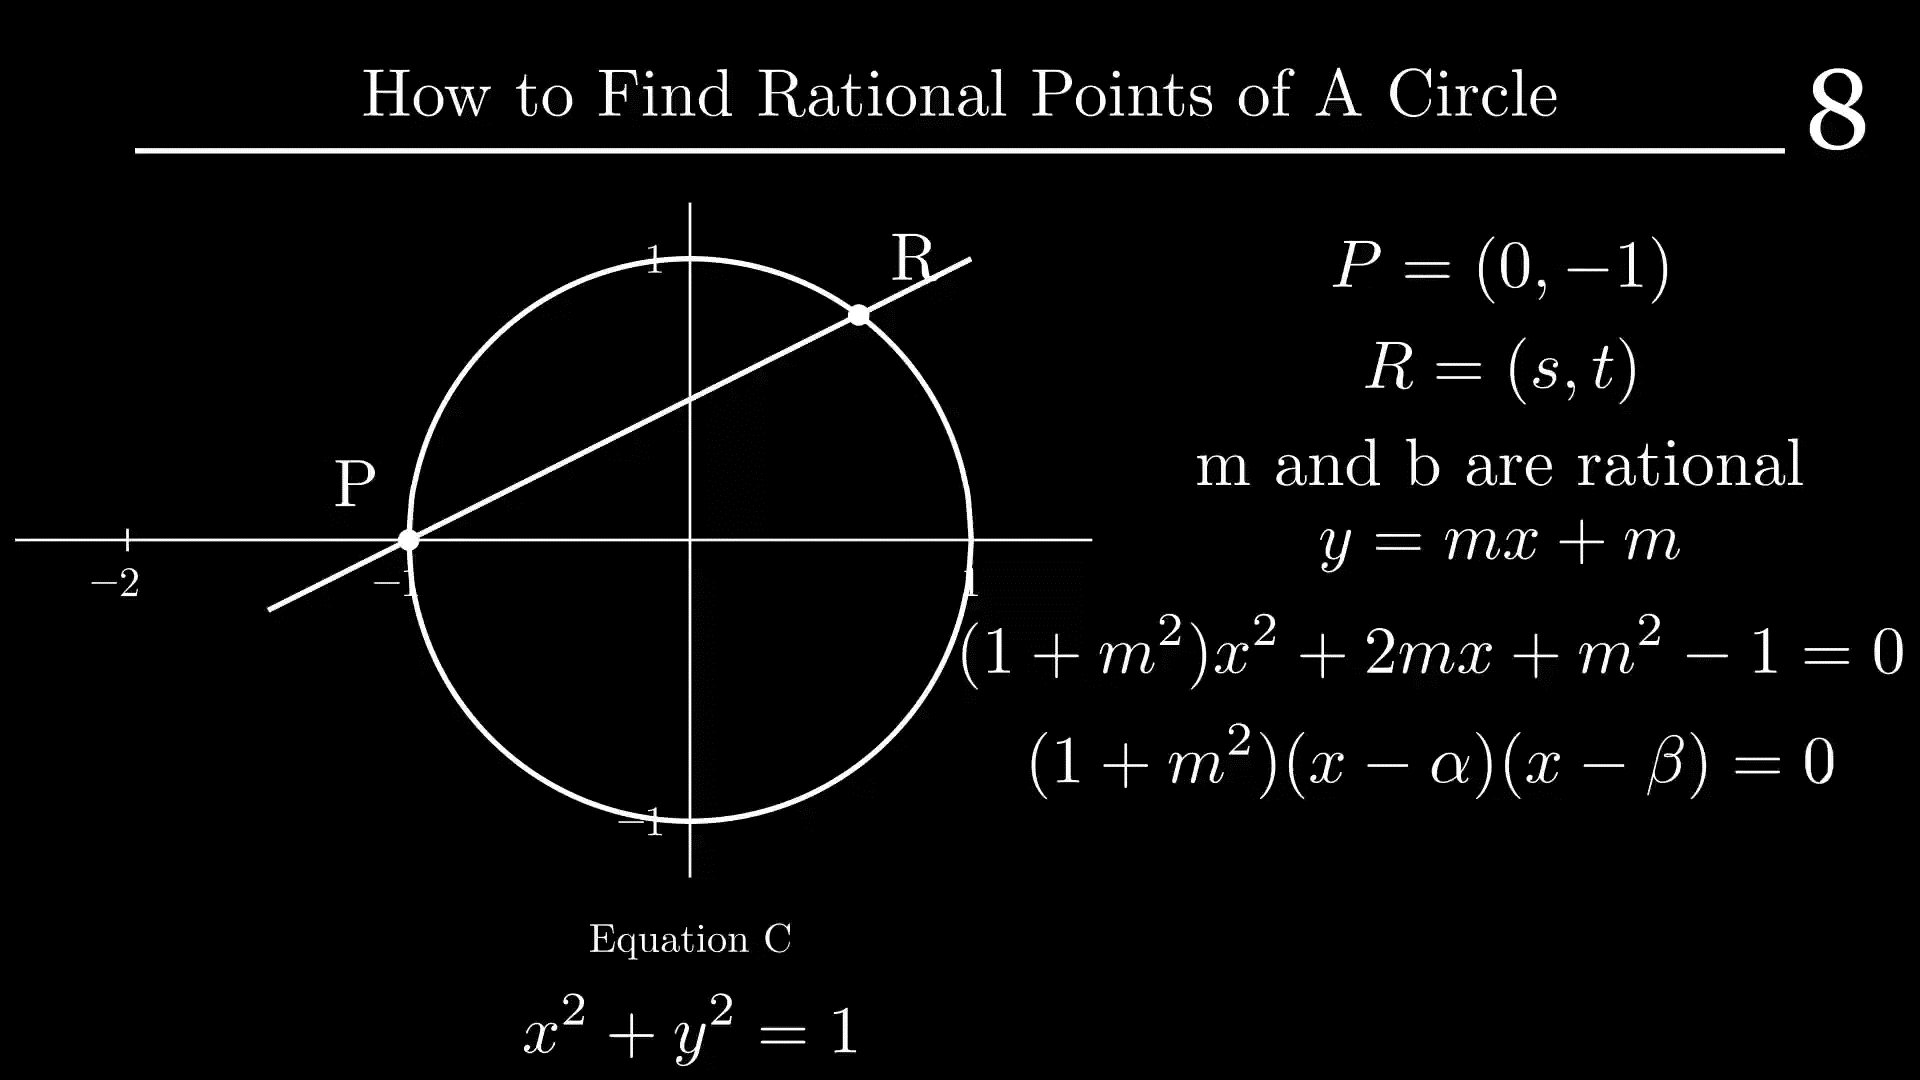 How to Find Rational Points of A Circle
8
1
R
P
−2
−1
1
−1
P = (0, −1)
R = (s, t)
m and b are rational
y = mx + m
(1 + m²)x² + 2mx + m² − 1 = 0
(1 + m²)(x − α)(x − β) = 0
Equation C
x² + y² = 1